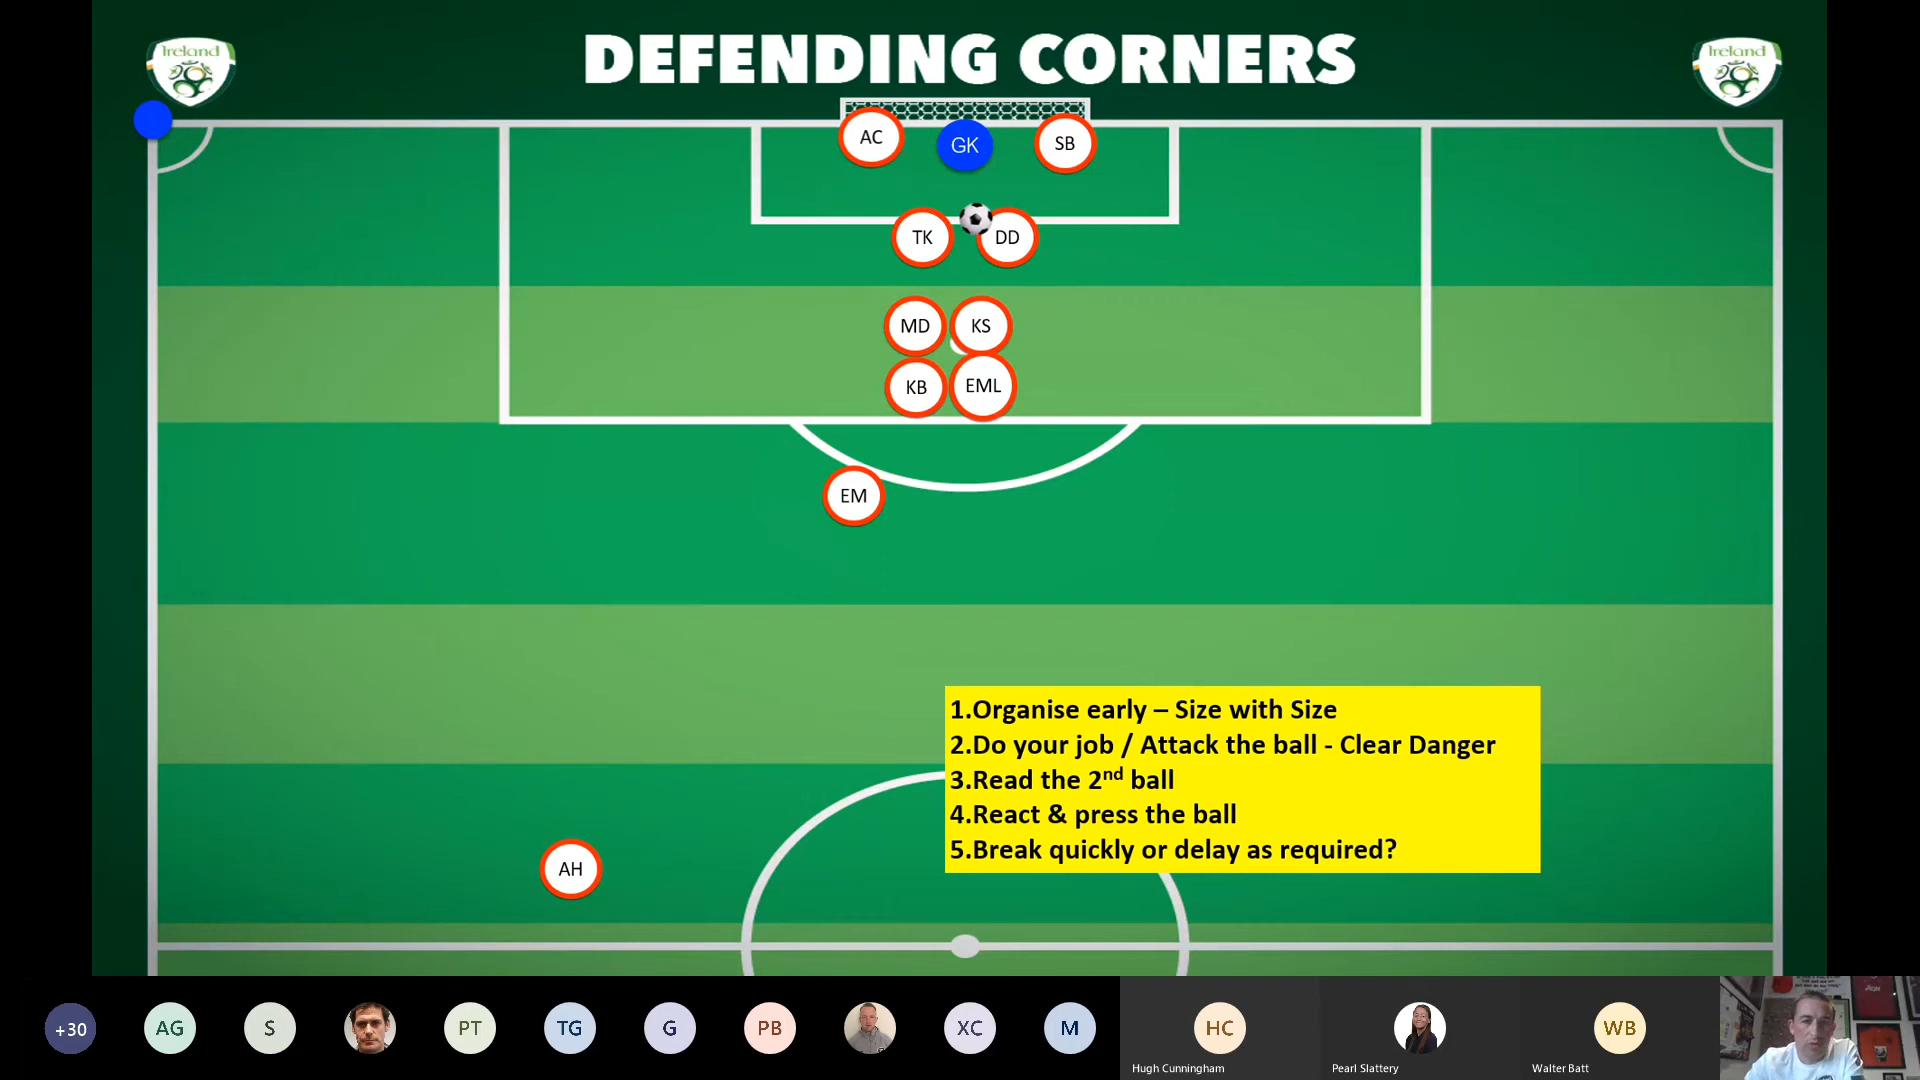 DEFENDING CORNERS
Ireland
Ireland
AC
GK
SB
TK
DD
MD
KS
KB
EML
EM
AH
1.Organise early – Size with Size
2.Do your job / Attack the ball - Clear Danger
3.Read the 2nd ball
4.React & press the ball
5.Break quickly or delay as required?
+30
AG
S
PT
TG
G
PB
XC
M
HC
WB
Hugh Cunningham
Pearl Slattery
Walter Batt